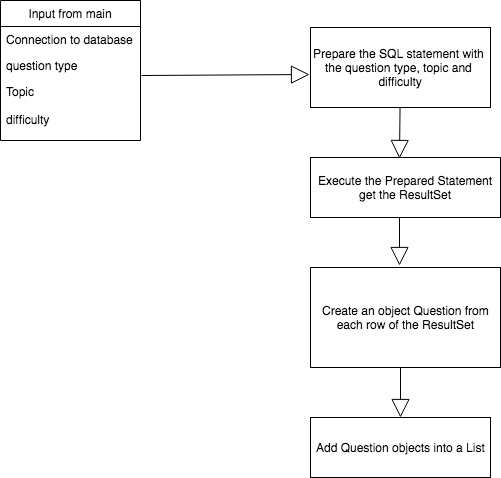 Input from main
Connection to database
question type
Topic
difficulty
Prepare the SQL statement with
the question type, topic and
difficulty
Execute the Prepared Statement
get the ResultSet
Create an object Question from
each row of the ResultSet
Add Question objects into a List